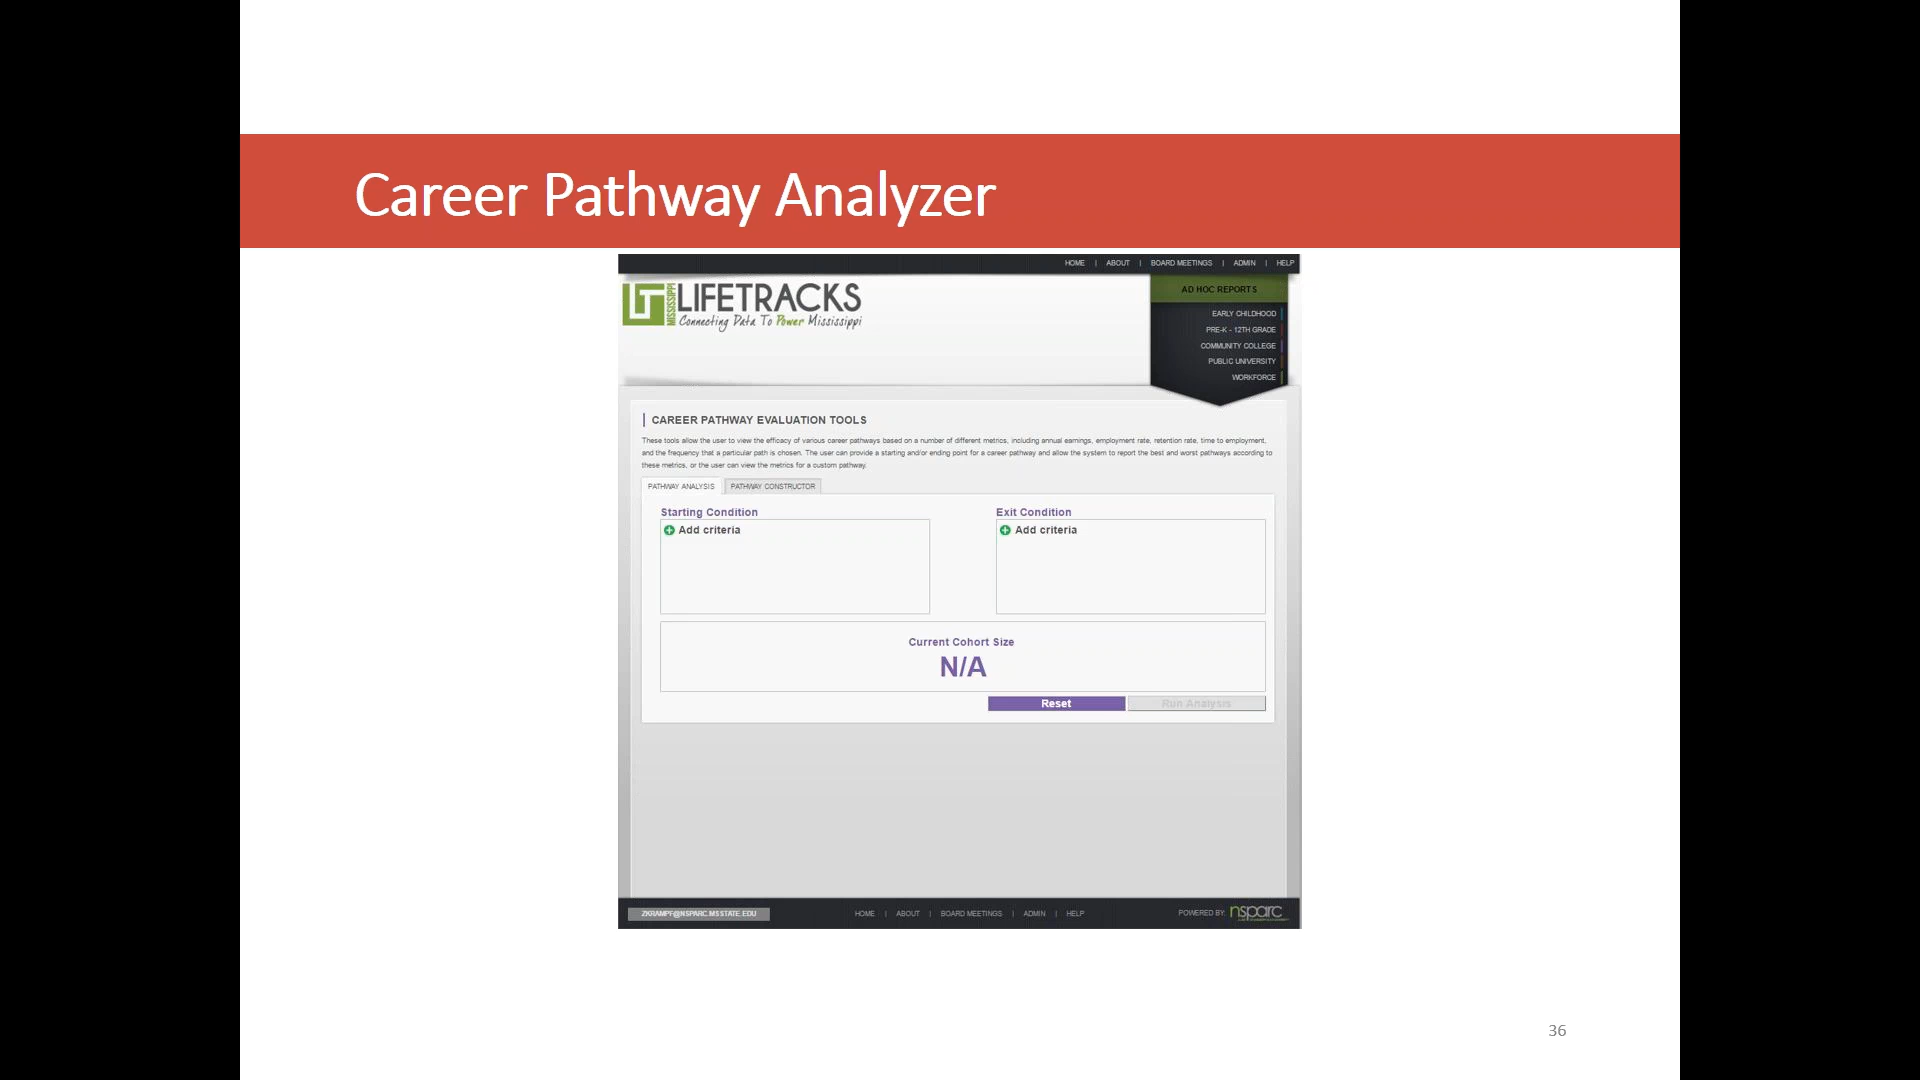 Career Pathway Analyzer
HOME | ABOUT | BOARD MEETINGS | ADMIN | HELP
LT MISSISSIPPI LIFETRACKS
Connecting Data To Power Mississippi
AD HOC REPORTS
EARLY CHILDHOOD
PRE-K - 12TH GRADE
COMMUNITY COLLEGE
PUBLIC UNIVERSITY
WORKFORCE
CAREER PATHWAY EVALUATION TOOLS
These tools allow the user to view the efficacy of various career pathways based on a number of different metrics, including annual earnings, employment rate, retention rate, time to employment,
and the frequency that a particular path is chosen. The user can provide a starting and/or ending point for a career pathway and allow the system to report the best and worst pathways according to
these metrics, or the user can view the metrics for a custom pathway.
PATHWAY ANALYSIS PATHWAY CONSTRUCTOR
Starting Condition
Add criteria
Exit Condition
Add criteria
Current Cohort Size
N/A
Reset Run Analysis
ZKRAMPF@NSPARC.MSSTATE.EDU
HOME | ABOUT | BOARD MEETINGS | ADMIN | HELP
POWERED BY: nsparc
36